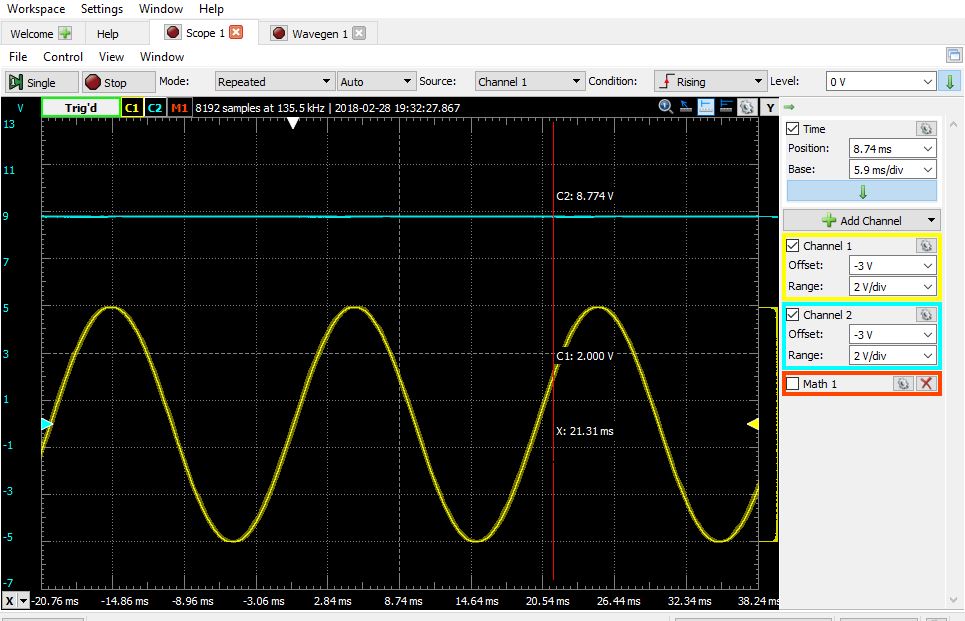 Workspace Settings Window Help
Welcome Help Scope 1 Wavegen 1
File Control View Window
Single Stop Mode: Repeated Auto Source: Channel 1 Condition: Rising Level: 0 V
V Trig'd C1 C2 M1 8192 samples at 135.5 kHz | 2018-02-28 19:32:27.867 Y
13
11
9
7
5
3
1
-1
-3
-5
-7
C2: 8.774 V
C1: 2.000 V
X: 21.31 ms
X -20.76 ms -14.86 ms -8.96 ms -3.06 ms 2.84 ms 8.74 ms 14.64 ms 20.54 ms 26.44 ms 32.34 ms 38.24 ms
Time
Position: 8.74 ms
Base: 5.9 ms/div
Add Channel
Channel 1
Offset: -3 V
Range: 2 V/div
Channel 2
Offset: -3 V
Range: 2 V/div
Math 1